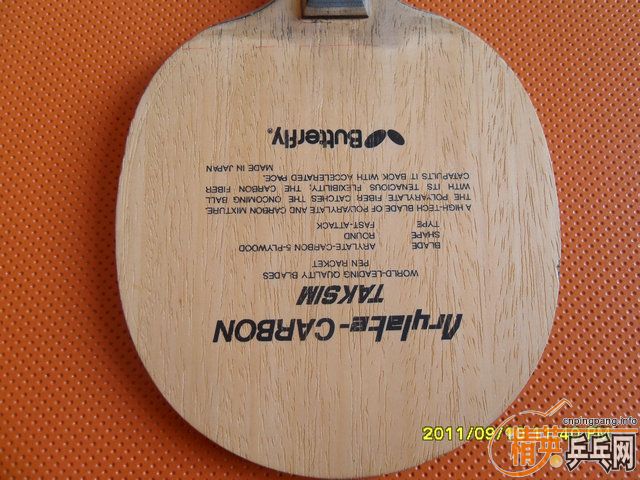 Arylate-CARBON
TAKSIM
WORLD-LEADING QUALITY BLADES
PEN RACKET
BLADE ARYLATE-CARBON 5-PLYWOOD
SHAPE ROUND
TYPE FAST-ATTACK
A HIGH-TECH BLADE OF POLYARYLATE AND CARBON MIXTURE.
THE POLYARYLATE FIBER CATCHES THE ONCOMING BALL
WITH ITS TENACIOUS FLEXIBILITY; THE CARBON FIBER
CATAPULTS IT BACK WITH ACCELERATED PACE.
MADE IN JAPAN
Butterfly®
cnpingpang.info
2011/09/1
精英乒乓网